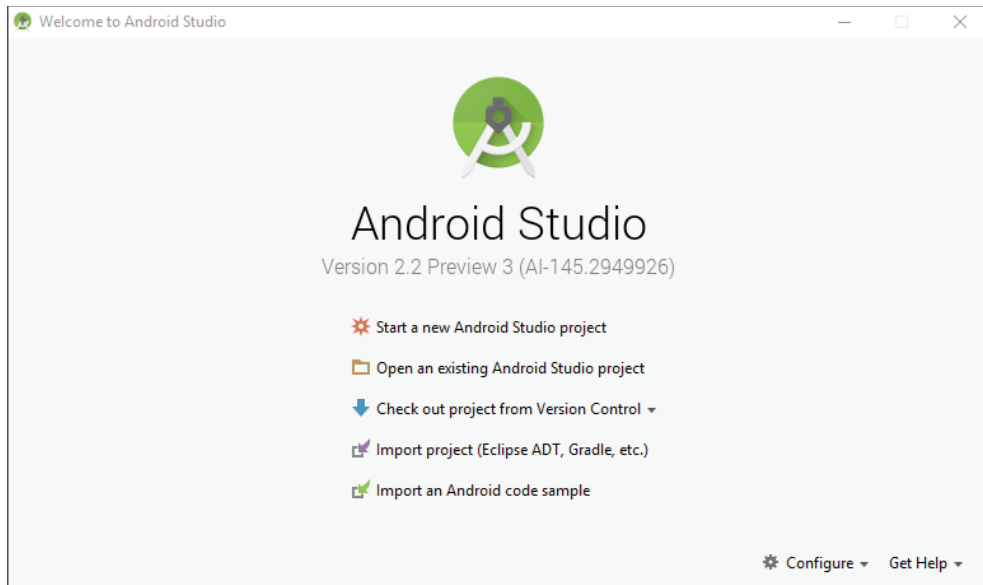 Welcome to Android Studio
Android Studio
Version 2.2 Preview 3 (AI-145.2949926)
Start a new Android Studio project
Open an existing Android Studio project
Check out project from Version Control
Import project (Eclipse ADT, Gradle, etc.)
Import an Android code sample
Configure Get Help